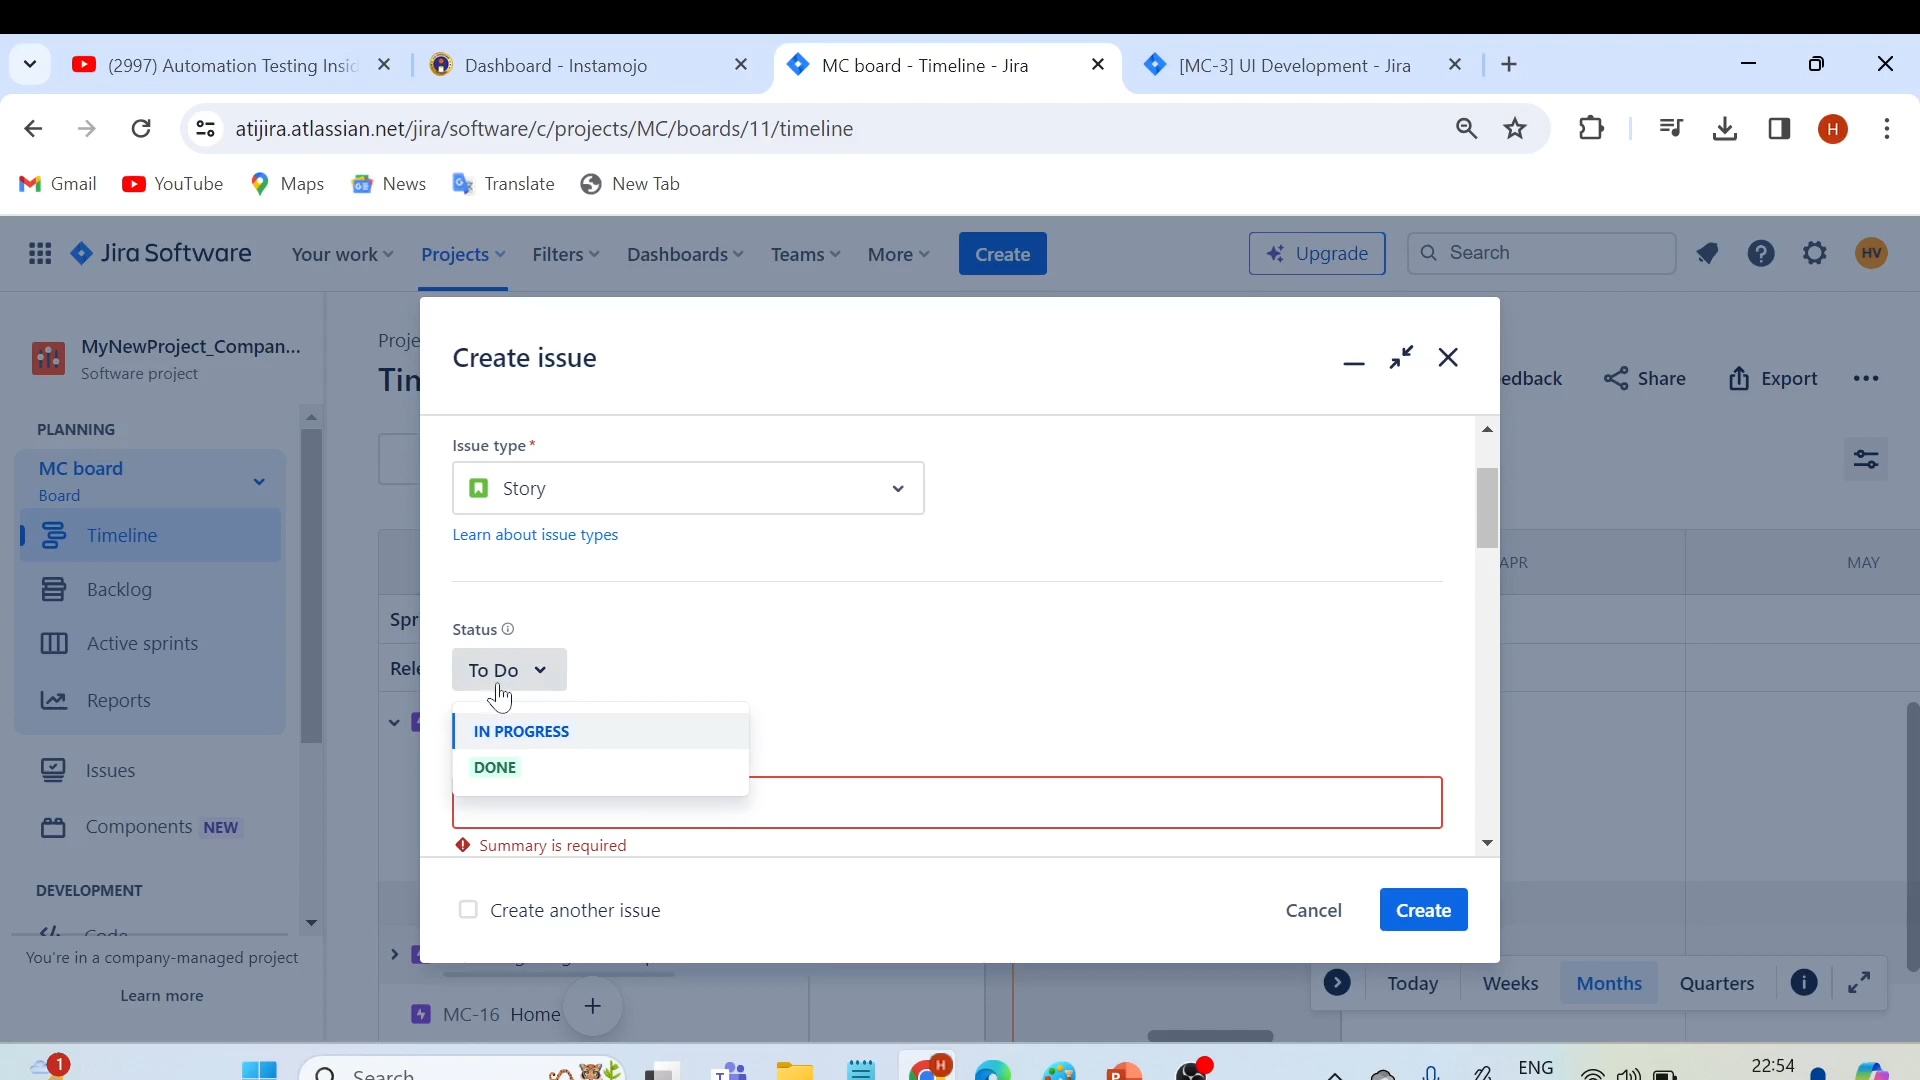 (2997) Automation Testing Insid
Dashboard - Instamojo
MC board - Timeline - Jira
[MC-3] UI Development - Jira
atijira.atlassian.net/jira/software/c/projects/MC/boards/11/timeline
H
Gmail
YouTube
Maps
News
Translate
New Tab
Jira Software
Your work
Projects
Filters
Dashboards
Teams
More
Create
Upgrade
Search
HV
MyNewProject_Compan...
Software project
Proje
Tin
edback
Share
Export
PLANNING
MC board
Board
Timeline
Backlog
Active sprints
Reports
Issues
Components NEW
DEVELOPMENT
Code
You're in a company-managed project
Learn more
Create issue
Issue type*
Story
Learn about issue types
Status
To Do
IN PROGRESS
DONE
Summary is required
Create another issue
Cancel
Create
APR
MAY
Spr
Rele
MC-16 Home
Today
Weeks
Months
Quarters
1
Search
H
ENG
22:54